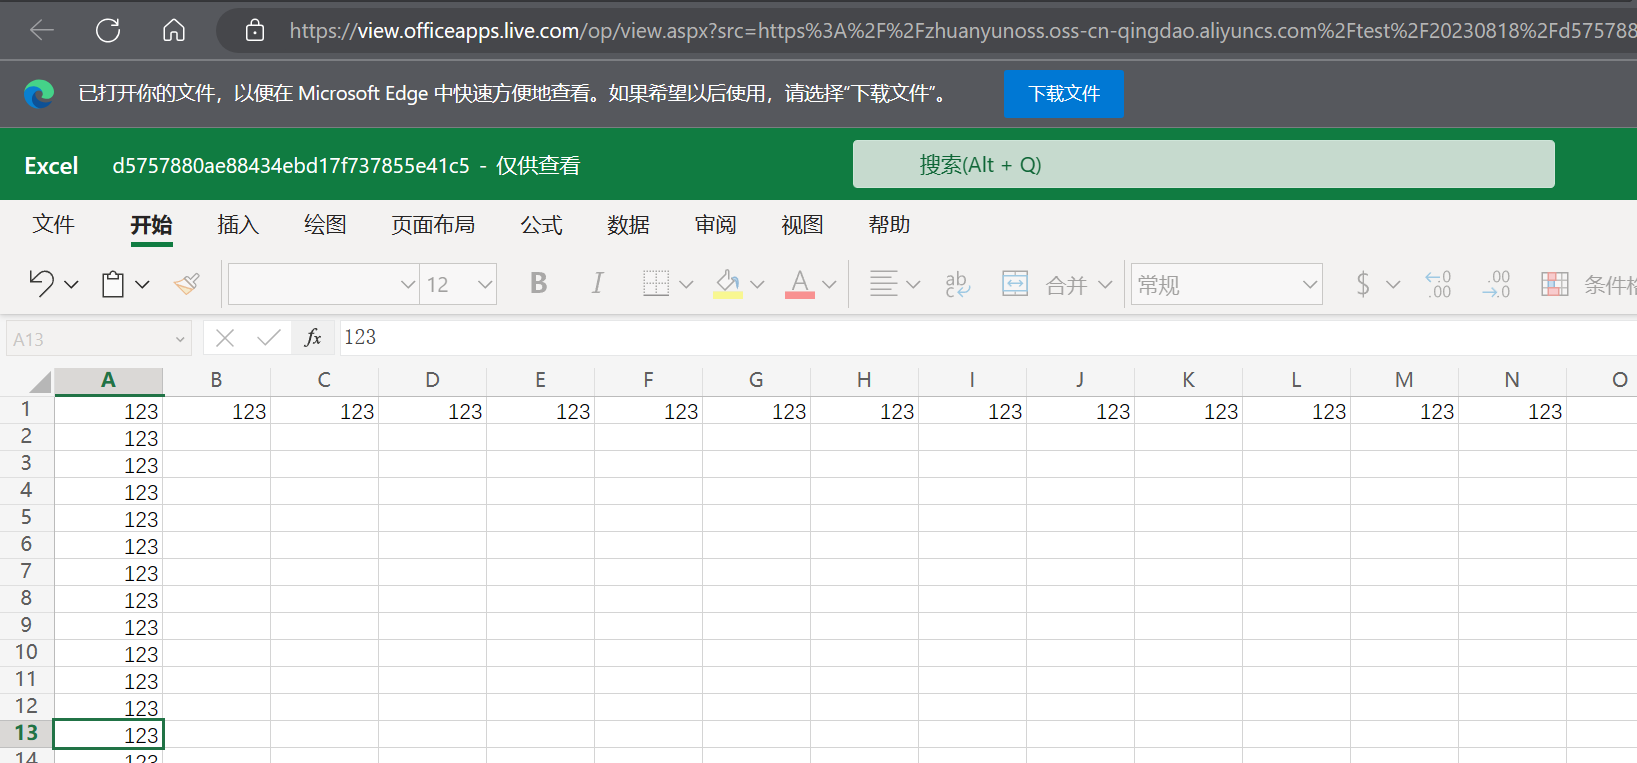 https://view.officeapps.live.com/op/view.aspx?src=https%3A%2F%2Fzhuanyunoss.oss-cn-qingdao.aliyuncs.com%2Ftest%2F20230818%2Fd575788
已打开你的文件，以便在 Microsoft Edge 中快速方便地查看。如果希望以后使用，请选择“下载文件”。 下载文件
Excel d5757880ae88434ebd17f737855e41c5 - 仅供查看 搜索(Alt + Q)
文件 开始 插入 绘图 页面布局 公式 数据 审阅 视图 帮助
12 B I A ab 合并 常规 $ .00 .00 条件格
A13 fx 123
A B C D E F G H I J K L M N O
1 123 123 123 123 123 123 123 123 123 123 123 123 123 123
2 123
3 123
4 123
5 123
6 123
7 123
8 123
9 123
10 123
11 123
12 123
13 123
14 123